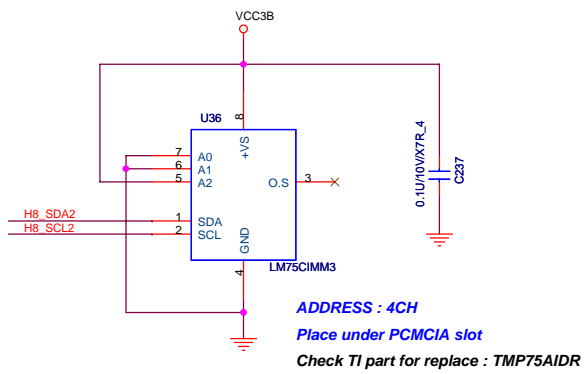 VCC3B
U36
8
+VS
7
A0
6
A1
5
A2
O.S
3
0.1U/10V/X7R_4
C237
H8_SDA2
1
SDA
H8_SCL2
2
SCL
GND
4
LM75CIMM3
ADDRESS : 4CH
Place under PCMCIA slot
Check TI part for replace : TMP75AIDR